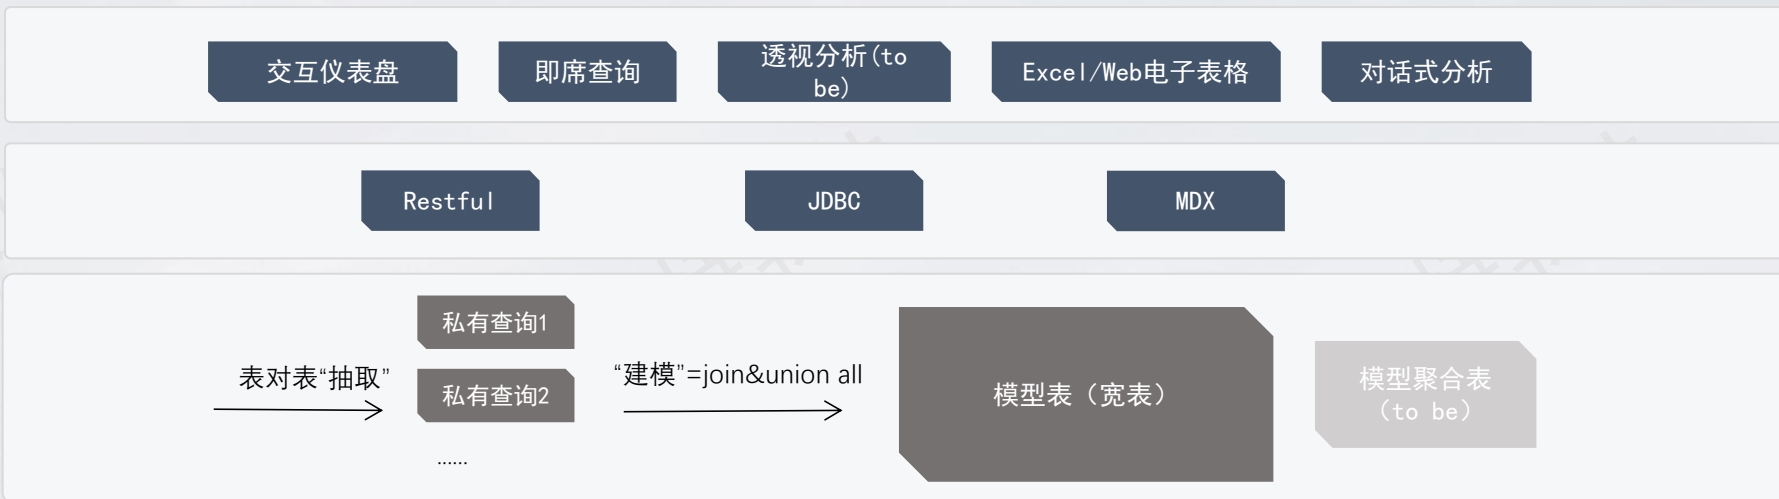 交互仪表盘
即席查询
透视分析(to
be)
Excel/Web电子表格
对话式分析
Restful
JDBC
MDX
表对表“抽取”
私有查询1
私有查询2
......
“建模”=join&union all
模型表（宽表）
模型聚合表
（to be）